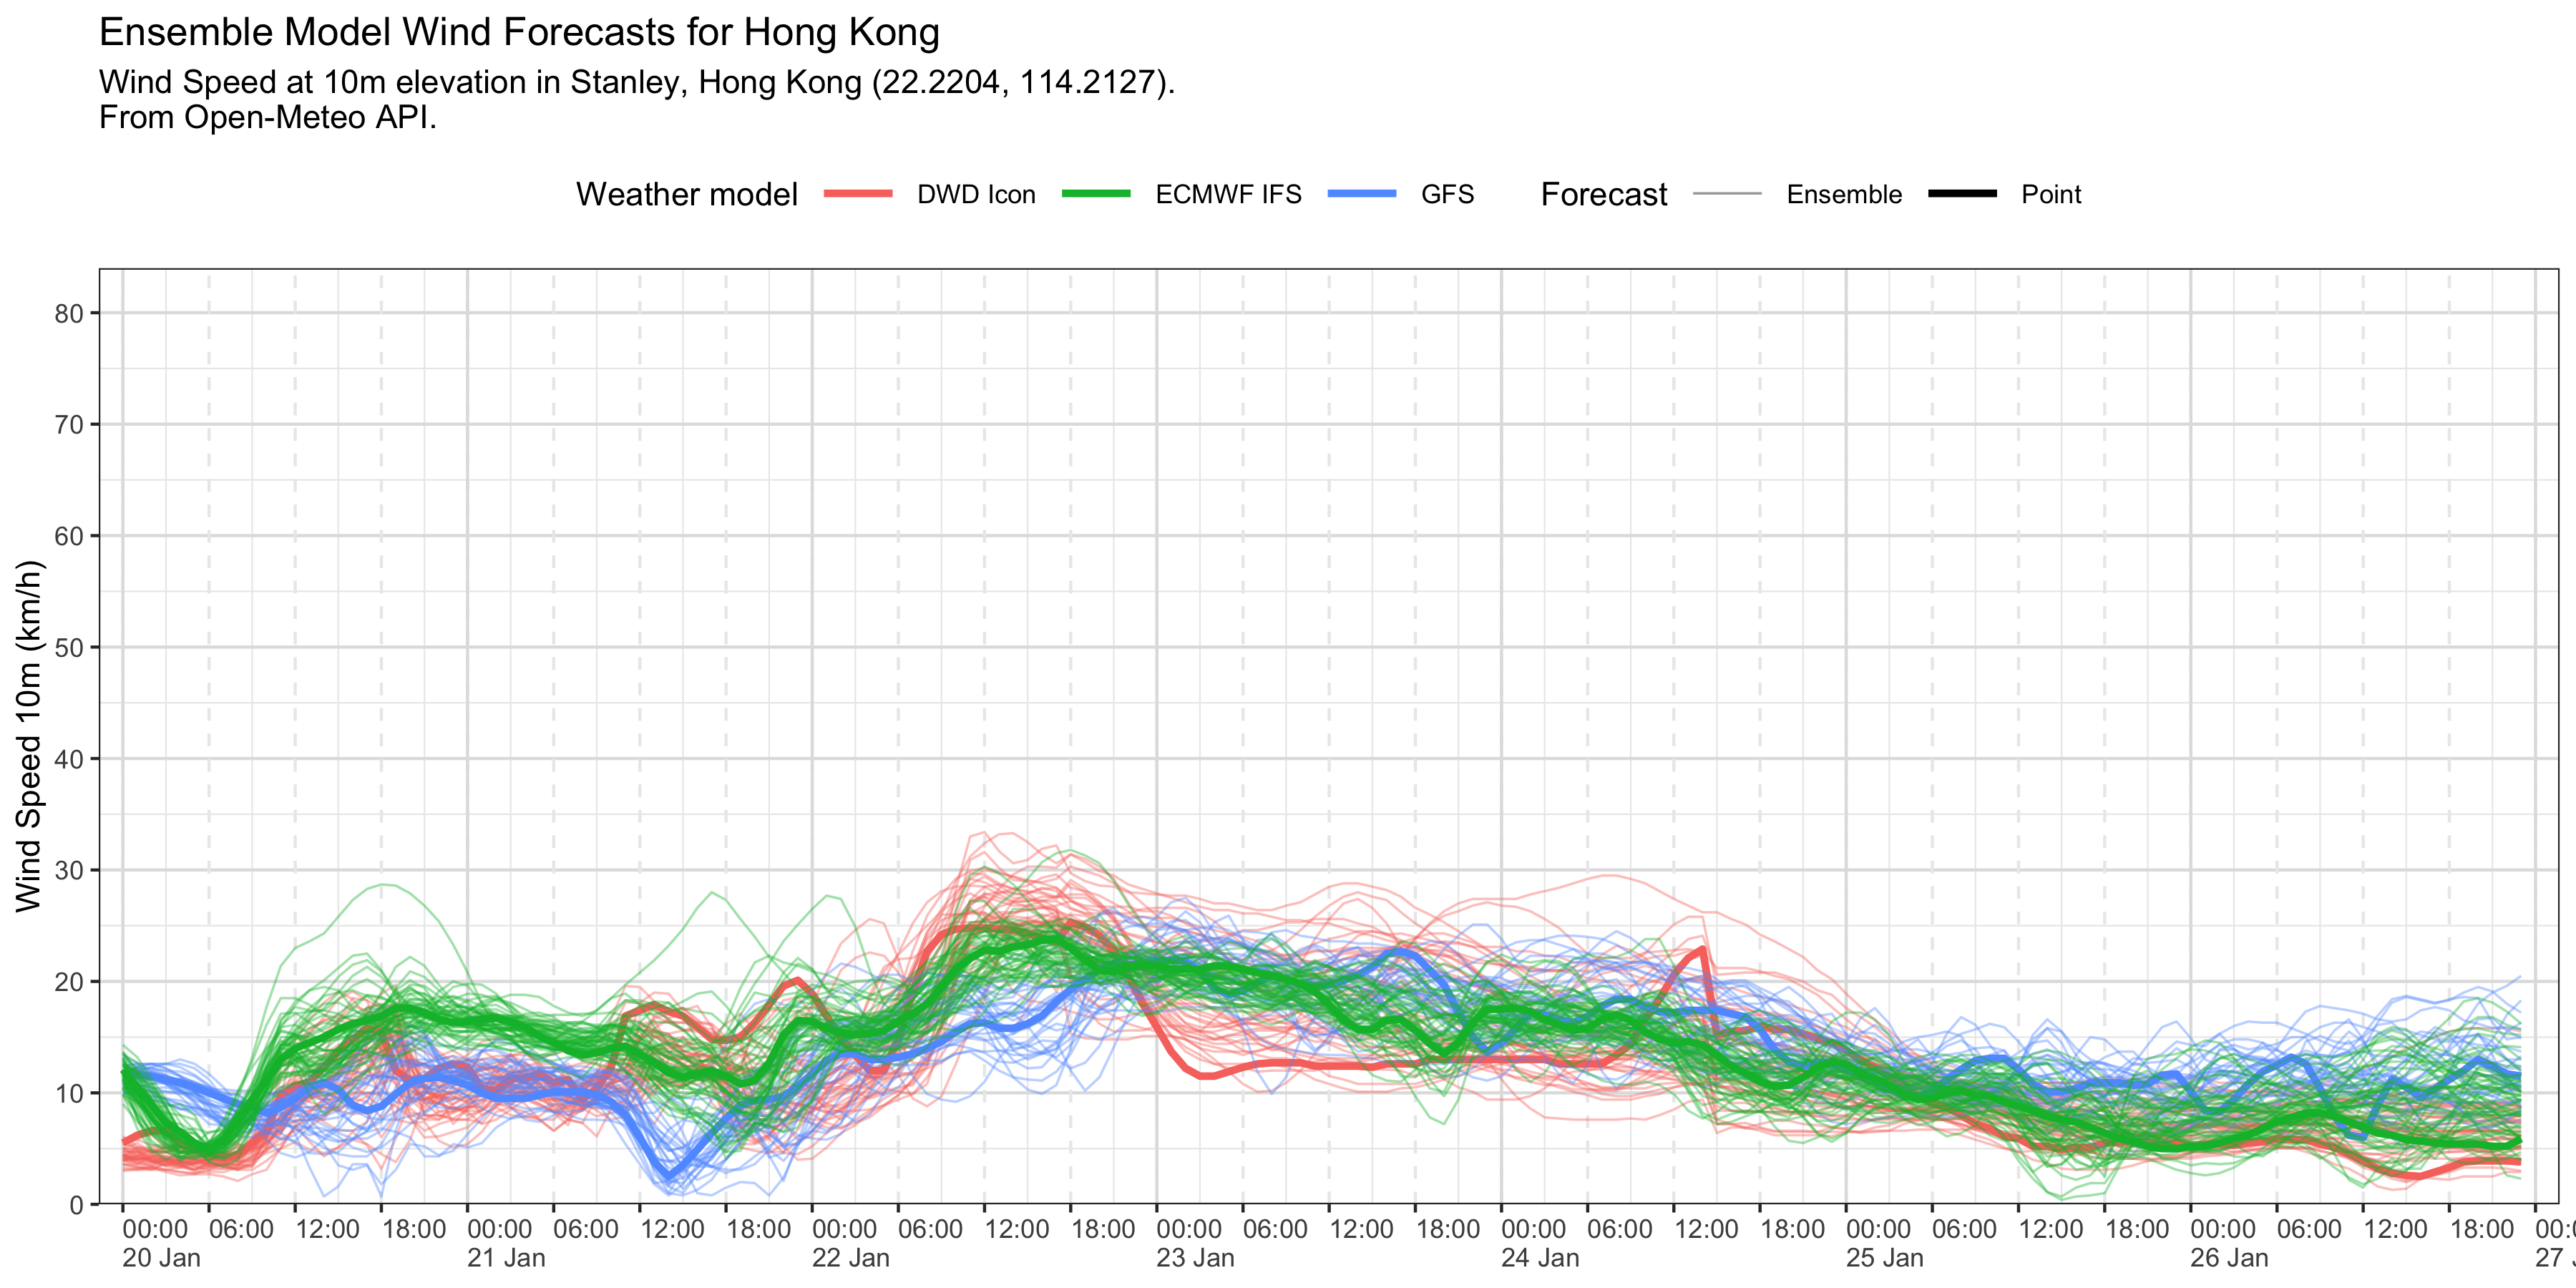 Ensemble Model Wind Forecasts for Hong Kong
Wind Speed at 10m elevation in Stanley, Hong Kong (22.2204, 114.2127).
From Open-Meteo API.
Weather model DWD Icon ECMWF IFS GFS Forecast Ensemble Point
Wind Speed 10m (km/h)
80
70
60
50
40
30
20
10
0
00:00 06:00 12:00 18:00 00:00 06:00 12:00 18:00 00:00 06:00 12:00 18:00 00:00 06:00 12:00 18:00 00:00 06:00 12:00 18:00 00:00 06:00 12:00 18:00 00:00 06:00 12:00 18:00
20 Jan 21 Jan 22 Jan 23 Jan 24 Jan 25 Jan 26 Jan 27